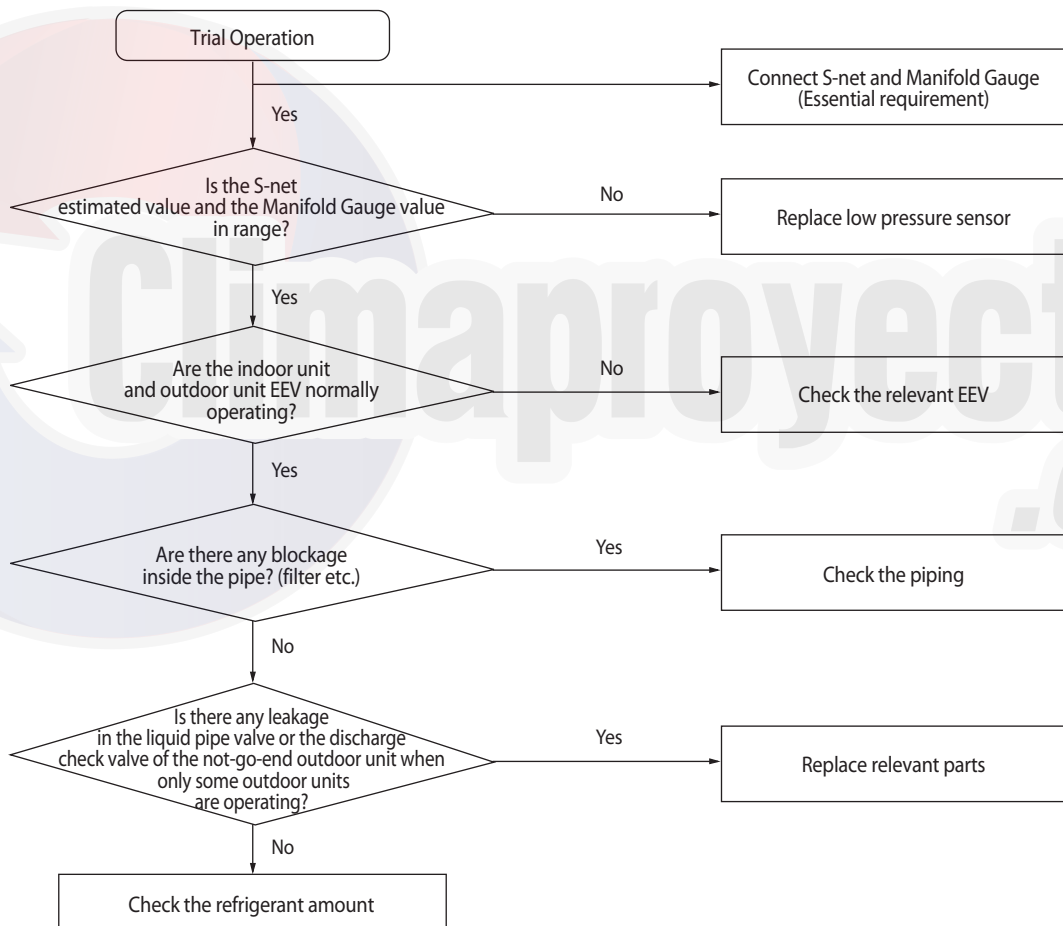 Trial Operation
Connect S-net and Manifold Gauge
(Essential requirement)
Yes
Is the S-net
estimated value and the Manifold Gauge value
in range?
No
Replace low pressure sensor
Yes
Are the indoor unit
and outdoor unit EEV normally
operating?
No
Check the relevant EEV
Yes
Are there any blockage
inside the pipe? (filter etc.)
Yes
Check the piping
No
Is there any leakage
in the liquid pipe valve or the discharge
check valve of the not-go-end outdoor unit when
only some outdoor units
are operating?
Yes
Replace relevant parts
No
Check the refrigerant amount
Climaproyect